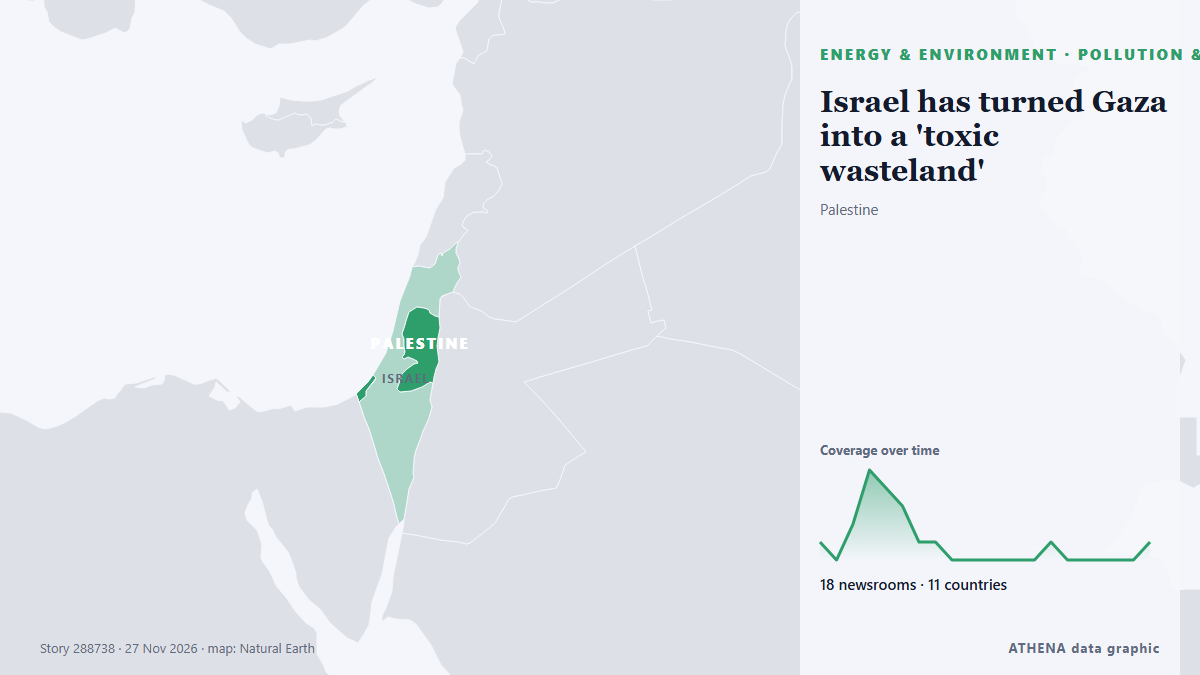 ENERGY & ENVIRONMENT · POLLUTION &
Israel has turned Gaza
into a 'toxic
wasteland'
Palestine
PALESTINE
ISRAEL
Coverage over time
18 newsrooms · 11 countries
Story 288738 · 27 Nov 2026 · map: Natural Earth
ATHENA data graphic